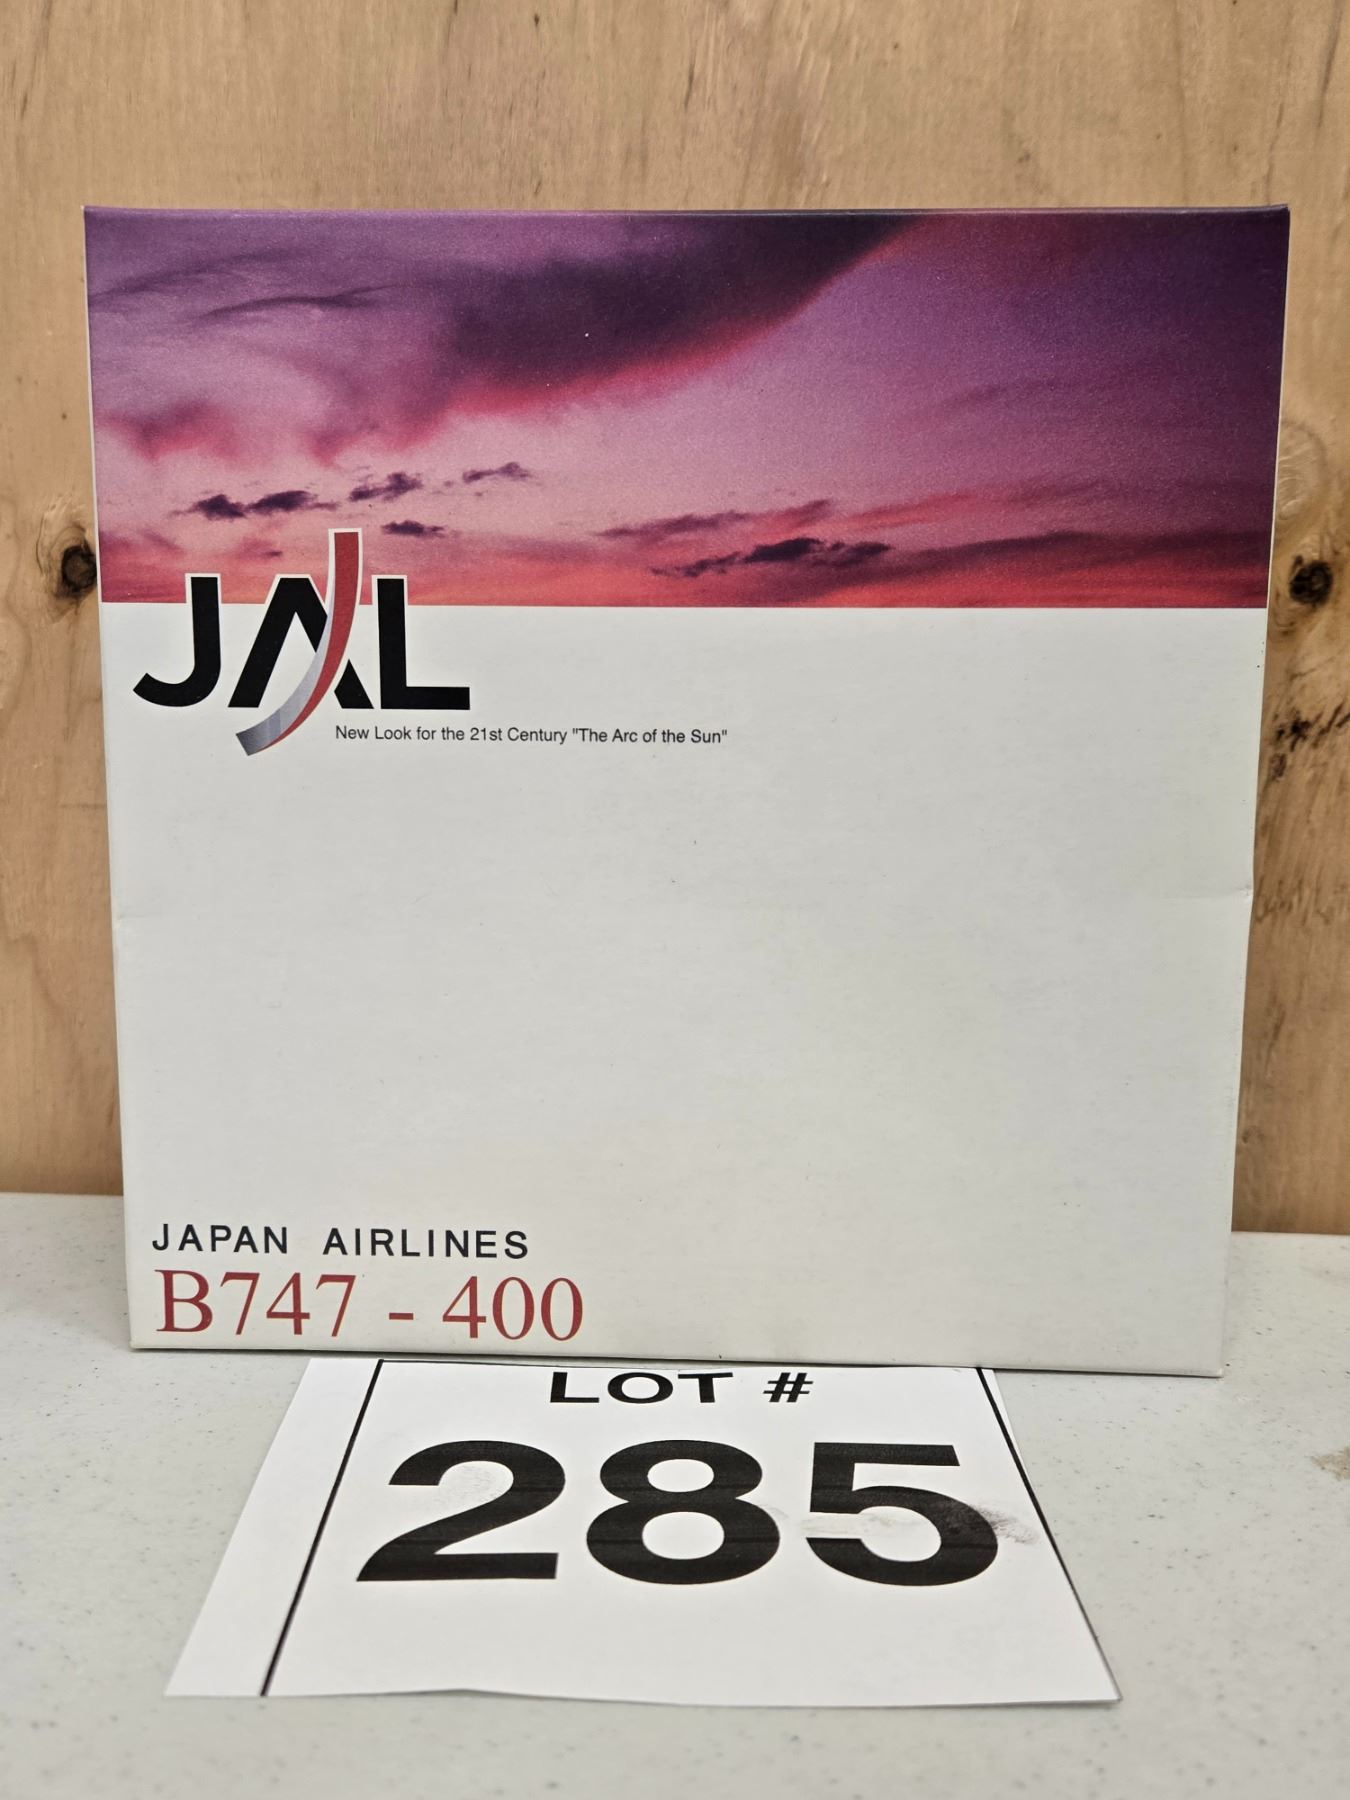 JAL
New Look for the 21st Century "The Arc of the Sun"
JAPAN AIRLINES
B747 - 400
LOT #
285